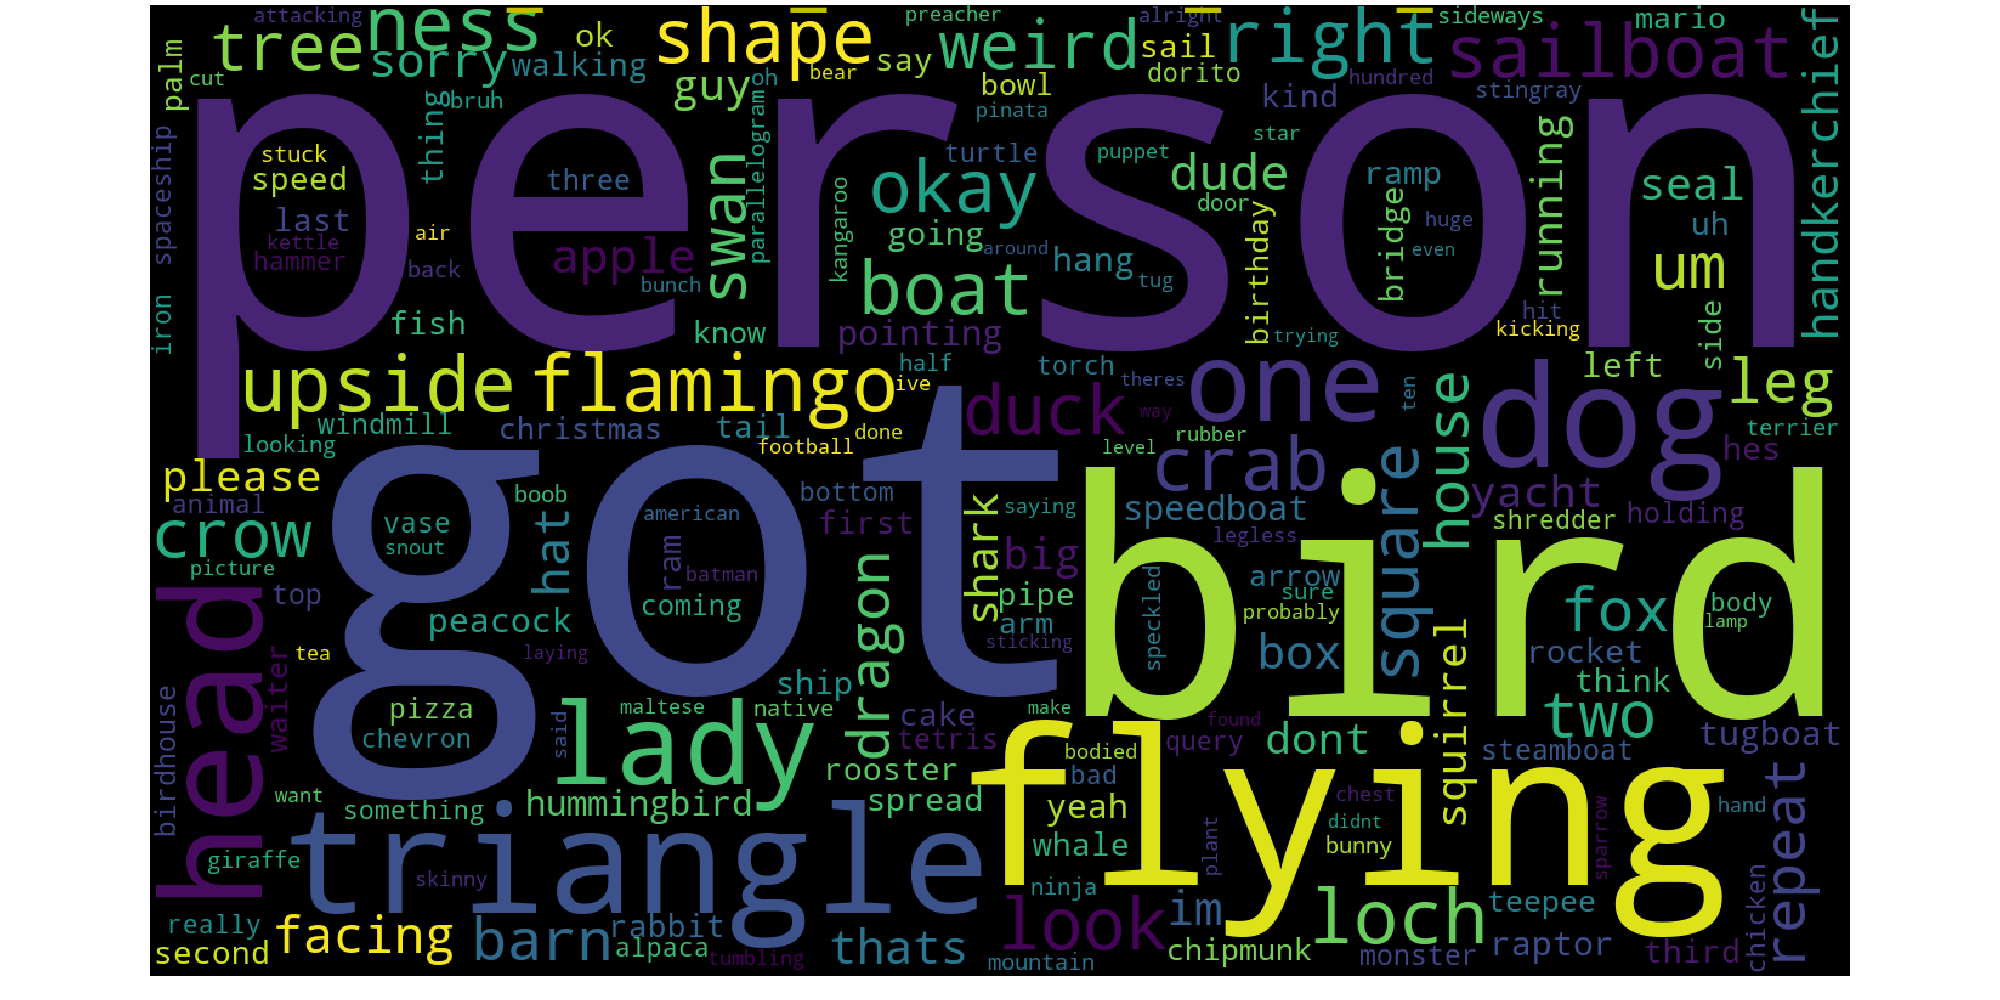 attacking
ness
ok
shape
preacher
weird
alright
right
sideways
mario
tree
sorry
walking
guy
oh
bear
say
bowl
sail
dorito
hundred
kind
sailboat
stingray
handkerchief
palm
cut
thing
bruh
parallelogram
pinata
star
running
person
spaceship
stuck
speed
three
swan
turtle
okay
puppet
dude
door
ramp
seal
last
kettle
hammer
air
back
apple
bunch
kangaroo
going
boat
around
hang
tug
birthday
bridge
huge
even
uh
um
iron
fish
know
pointing
trying
hit
kicking
side
upside
flamingo
ive
half
torch
theres
one
ten
house
left
leg
dog
windmill
looking
christmas
tail
football
done
duck
way
level
rubber
crab
square
terrier
hes
please
animal
crow
picture
vase
snout
boob
hat
american
ram
batman
bottom
first
shark
saying
big
speedboat
legless
yacht
shredder
holding
got
bird
head
top
peacock
coming
dragon
pipe
arm
sticking
speckled
arrow
sure
probably
box
fox
body
lamp
tea
waiter
laying
squirrel
rocket
think
two
birdhouse
pizza
chevron
said
lady
maltese
ship
native
cake
tetris
make
found
query
bodied
bad
dont
steamboat
tugboat
want
something
hummingbird
rooster
spread
yeah
flying
chest
didnt
bunny
sparrow
hand
repeat
giraffe
triangle
skinny
whale
ninja
plant
really
second
facing
barn
rabbit
alpaca
tumbling
thats
look
mountain
im
chipmunk
loch
monster
teepee
raptor
third
chicken